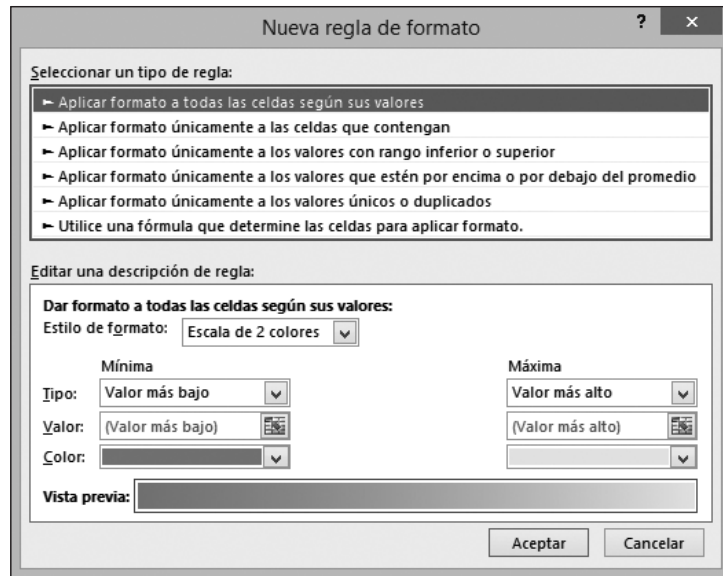 Nueva regla de formato ? ×
Seleccionar un tipo de regla:
► Aplicar formato a todas las celdas según sus valores
► Aplicar formato únicamente a las celdas que contengan
► Aplicar formato únicamente a los valores con rango inferior o superior
► Aplicar formato únicamente a los valores que estén por encima o por debajo del promedio
► Aplicar formato únicamente a los valores únicos o duplicados
► Utilice una fórmula que determine las celdas para aplicar formato.
Editar una descripción de regla:
Dar formato a todas las celdas según sus valores:
Estilo de formato: Escala de 2 colores
Mínima Máxima
Tipo: Valor más bajo Valor más alto
Valor: (Valor más bajo) (Valor más alto)
Color:
Vista previa:
Aceptar Cancelar